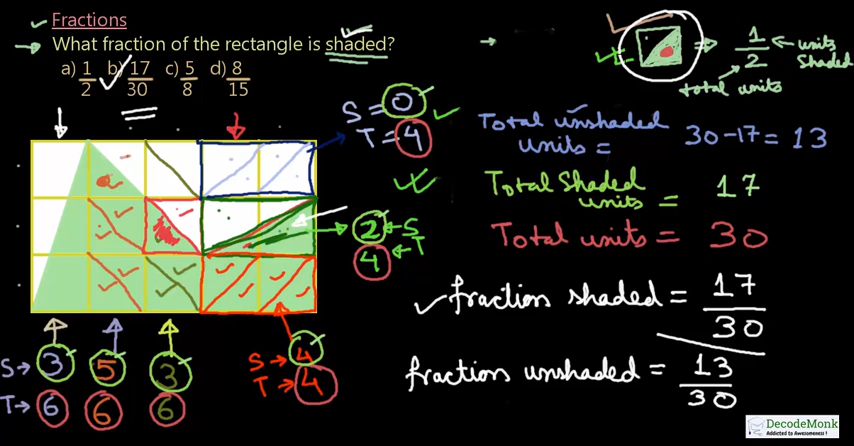 Fractions
What fraction of the rectangle is shaded?
a) 1/2 b) 17/30 c) 5/8 d) 8/15
1/2 ← units shaded
total units
S = 0
T = 4
Total unshaded units = 30-17 = 13
Total Shaded units = 17
Total units = 30
2 ← S
4 ← T
fraction shaded = 17/30
fractions unshaded = 13/30
S → 3 5 3
T → 6 6 6
S → 4
T → 4
DecodeMonk
Addicted to Awesomeness !